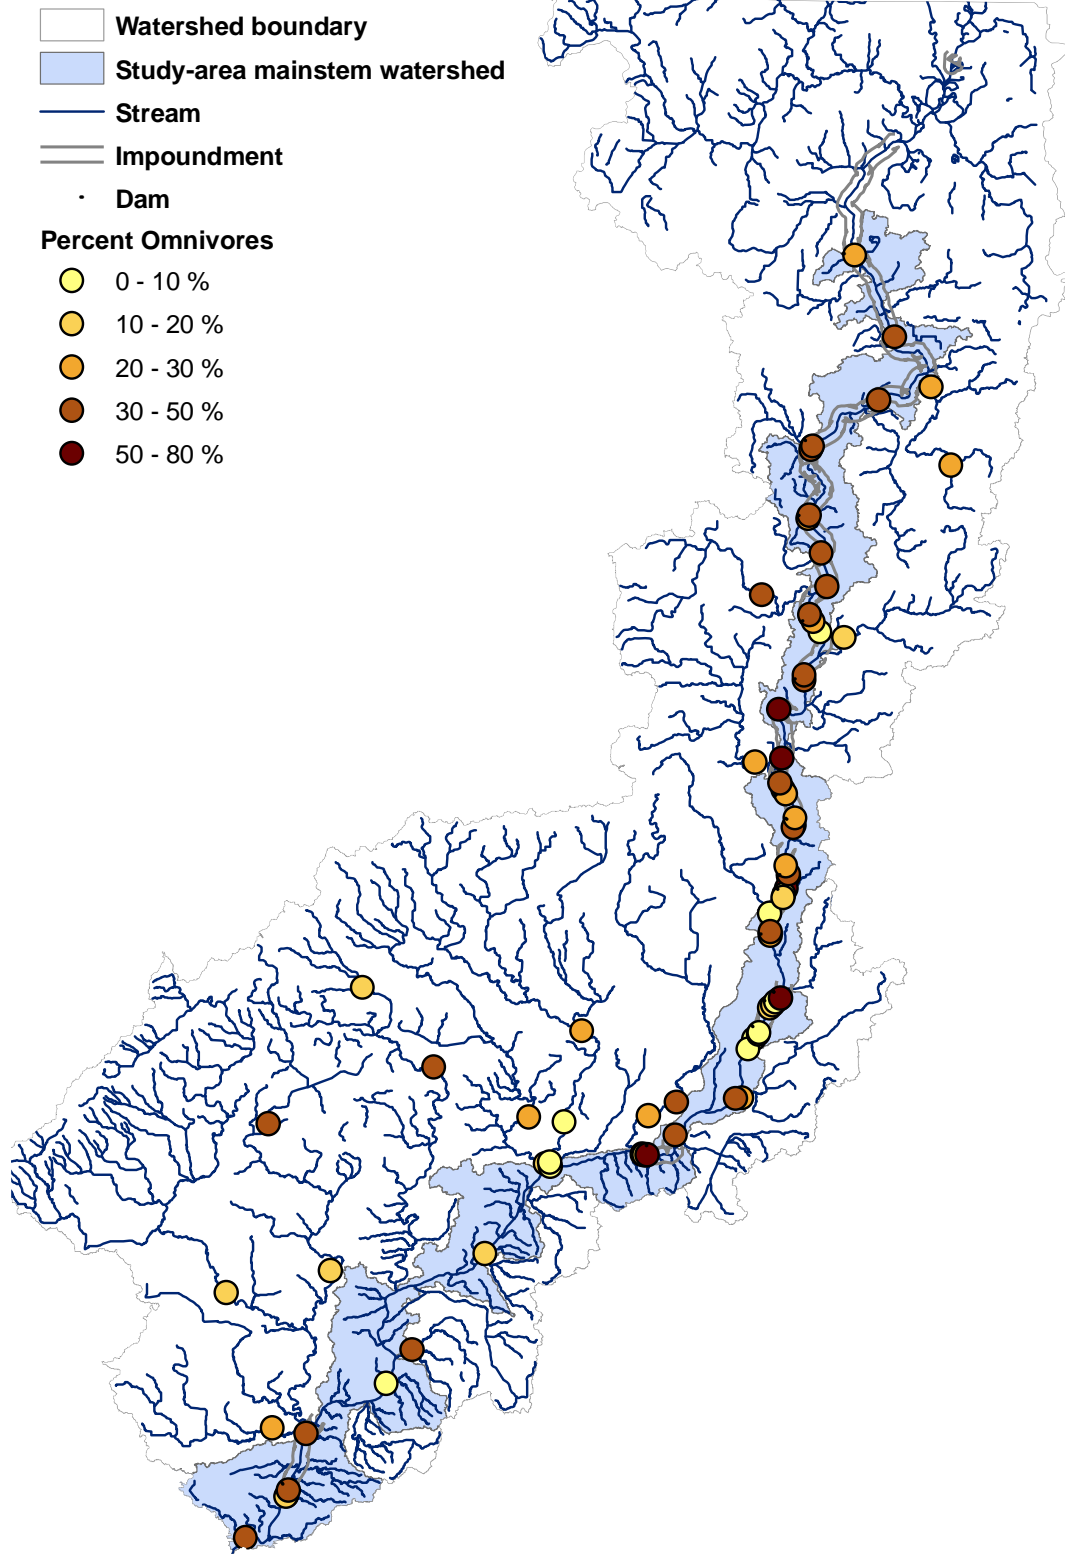 Watershed boundary
Study-area mainstem watershed
Stream
Impoundment
Dam
Percent Omnivores
0 - 10 %
10 - 20 %
20 - 30 %
30 - 50 %
50 - 80 %